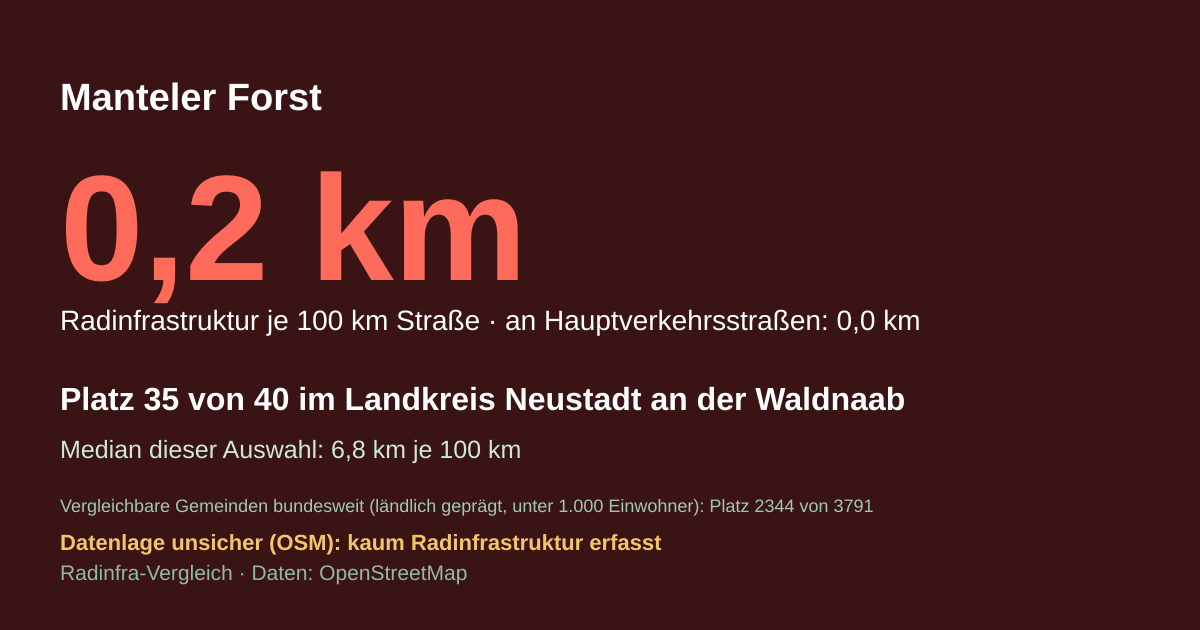 Manteler Forst
0,2 km
Radinfrastruktur je 100 km Straße · an Hauptverkehrsstraßen: 0,0 km
Platz 35 von 40 im Landkreis Neustadt an der Waldnaab
Median dieser Auswahl: 6,8 km je 100 km
Vergleichbare Gemeinden bundesweit (ländlich geprägt, unter 1.000 Einwohner): Platz 2344 von 3791
Datenlage unsicher (OSM): kaum Radinfrastruktur erfasst
Radinfra-Vergleich · Daten: OpenStreetMap